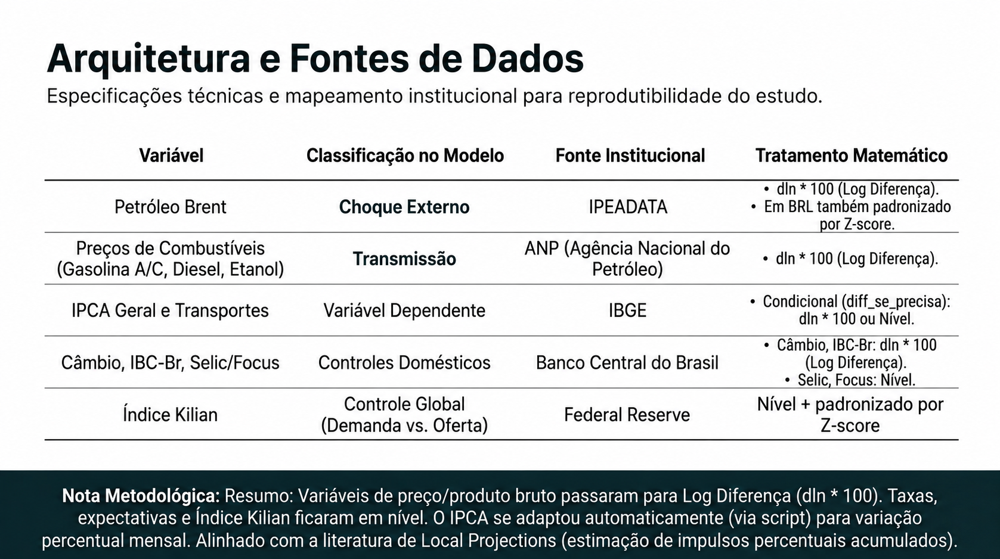 Arquitetura e Fontes de Dados
Especificações técnicas e mapeamento institucional para reprodutibilidade do estudo.
Variável
Classificação no Modelo
Fonte Institucional
Tratamento Matemático
Petróleo Brent
Choque Externo
IPEADATA
• dln * 100 (Log Diferença).
• Em BRL também padronizado
por Z-score.
Preços de Combustíveis
(Gasolina A/C, Diesel, Etanol)
Transmissão
ANP (Agência Nacional do
Petróleo)
• dln * 100 (Log Diferença).
IPCA Geral e Transportes
Variável Dependente
IBGE
• Condicional (diff_se_precisa):
dln * 100 ou Nível.
Câmbio, IBC-Br, Selic/Focus
Controles Domésticos
Banco Central do Brasil
• Câmbio, IBC-Br: dln * 100
(Log Diferença).
• Selic, Focus: Nível.
Índice Kilian
Controle Global
(Demanda vs. Oferta)
Federal Reserve
Nível + padronizado por
Z-score
Nota Metodológica: Resumo: Variáveis de preço/produto bruto passaram para Log Diferença (dln * 100). Taxas,
expectativas e Índice Kilian ficaram em nível. O IPCA se adaptou automaticamente (via script) para variação
percentual mensal. Alinhado com a literatura de Local Projections (estimação de impulsos percentuais acumulados).